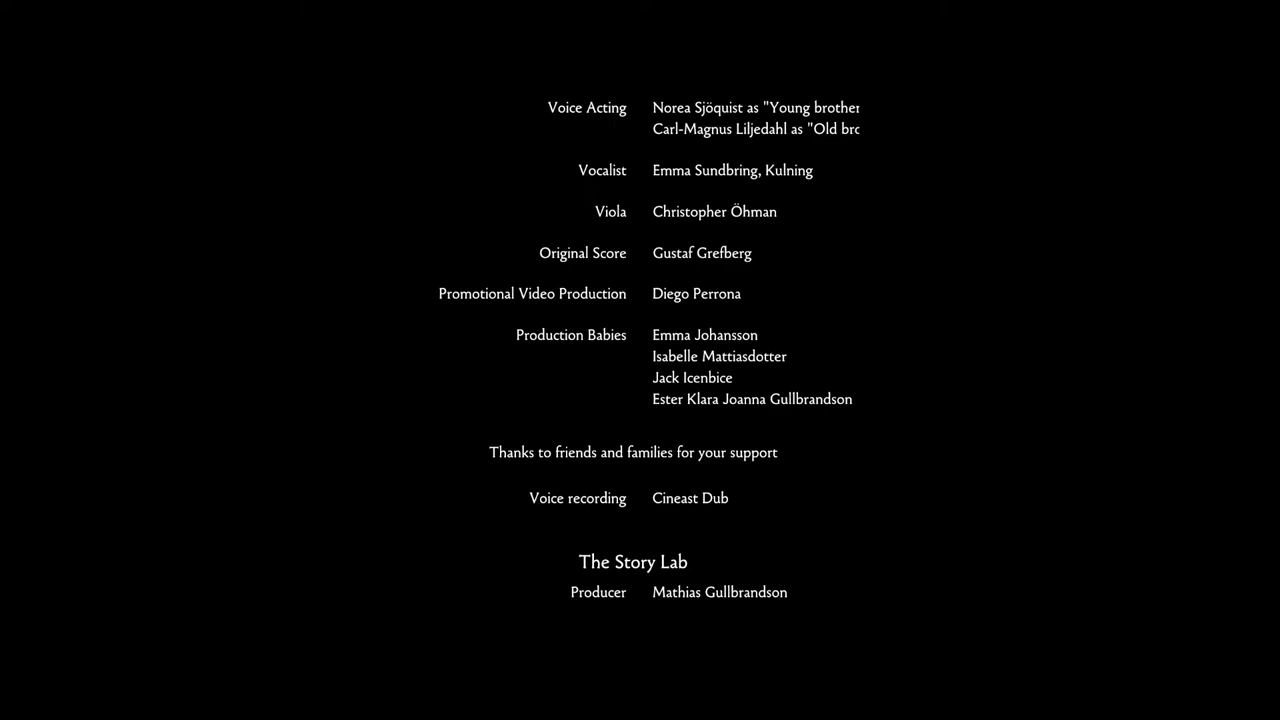 Voice Acting Norea Sjöquist as "Young brother
Carl-Magnus Liljedahl as "Old bro
Vocalist Emma Sundbring, Kulning
Viola Christopher Öhman
Original Score Gustaf Grefberg
Promotional Video Production Diego Perrona
Production Babies Emma Johansson
Isabelle Mattiasdotter
Jack Icenbice
Ester Klara Joanna Gullbrandson
Thanks to friends and families for your support
Voice recording Cineast Dub
The Story Lab
Producer Mathias Gullbrandson